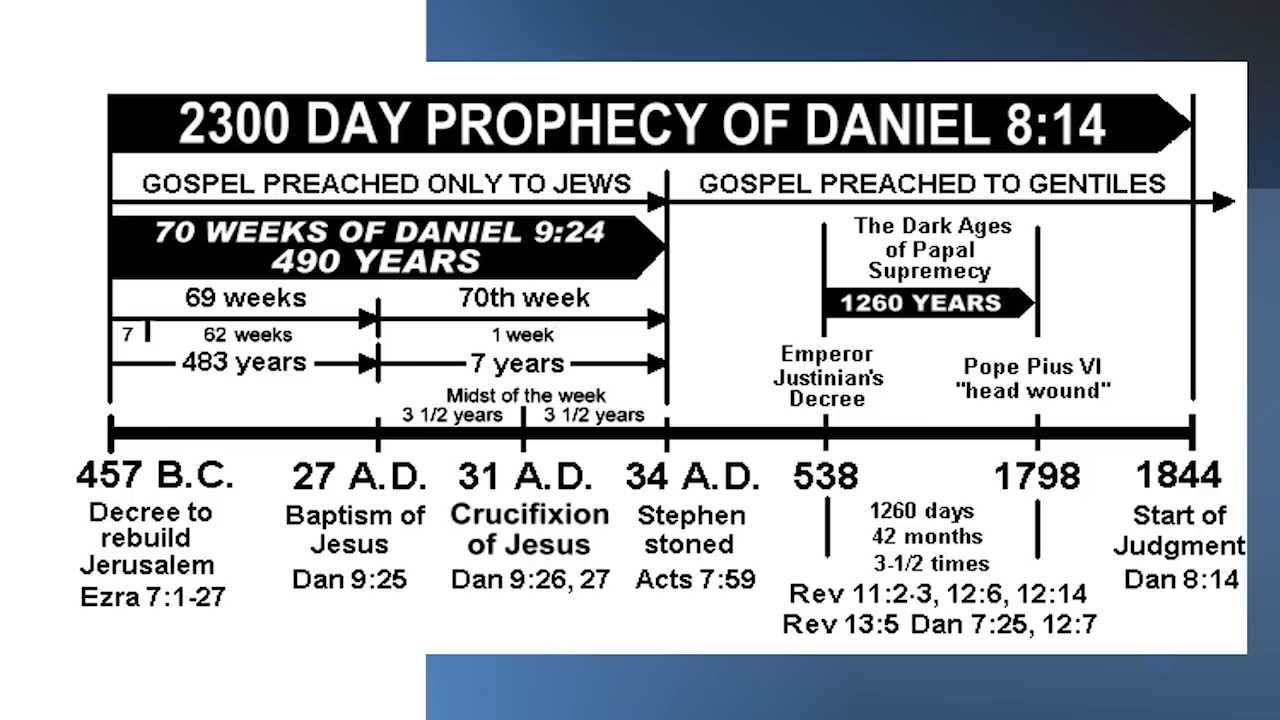 2300 DAY PROPHECY OF DANIEL 8:14
GOSPEL PREACHED ONLY TO JEWS
GOSPEL PREACHED TO GENTILES
70 WEEKS OF DANIEL 9:24
490 YEARS
The Dark Ages
of Papal
Supremecy
1260 YEARS
69 weeks
70th week
7
62 weeks
1 week
483 years
7 years
Midst of the week
3 1/2 years
3 1/2 years
Emperor
Justinian's
Decree
Pope Pius VI
"head wound"
457 B.C.
Decree to
rebuild
Jerusalem
Ezra 7:1-27
27 A.D.
Baptism of
Jesus
Dan 9:25
31 A.D.
Crucifixion
of Jesus
Dan 9:26, 27
34 A.D.
Stephen
stoned
Acts 7:59
538
1798
1260 days
42 months
3-1/2 times
Rev 11:2-3, 12:6, 12:14
Rev 13:5 Dan 7:25, 12:7
1844
Start of
Judgment
Dan 8:14